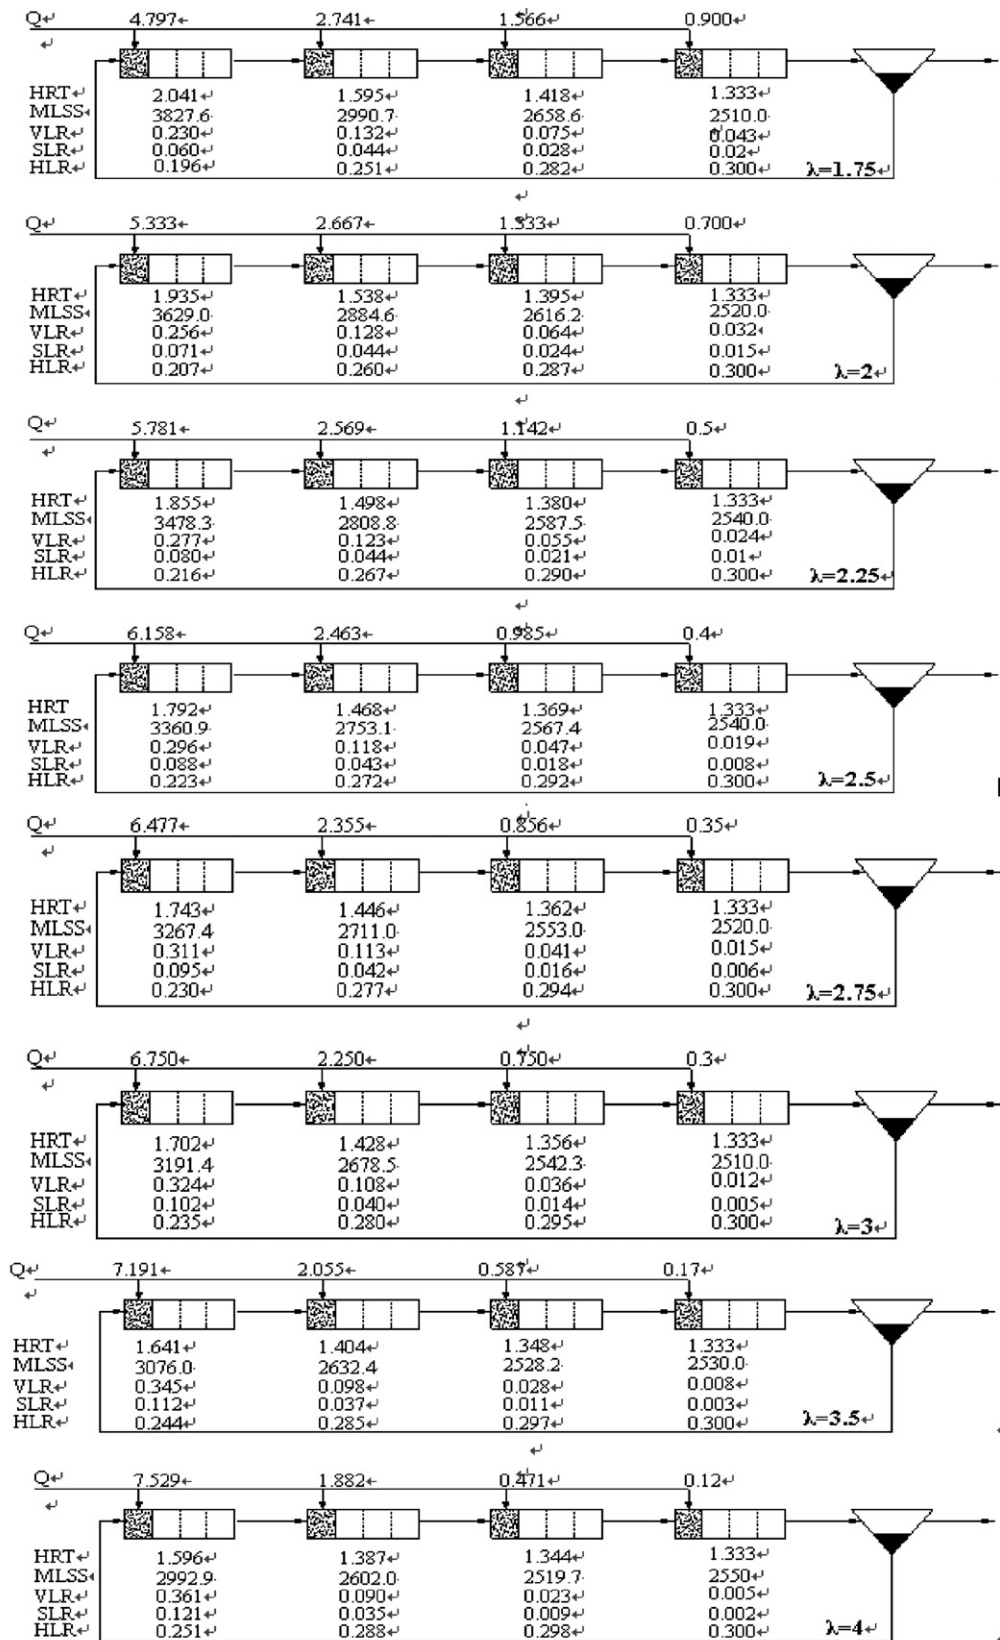 Q↵ 4.797← 2.741← 1.566← 0.900↵
↵
HRT↵ 2.041↵ 1.595↵ 1.418↵ 1.333↵
MLSS 3827.6 2990.7 2658.6 2510.0
VLR↵ 0.230↵ 0.132↵ 0.075↵ 0.043↵
SLR↵ 0.060↵ 0.044↵ 0.028↵ 0.02↵
HLR↵ 0.196↵ 0.251↵ 0.282↵ 0.300↵ λ=1.75↵
↵
Q↵ 5.333← 2.667← 1.333↵ 0.700↵
HRT↵ 1.935↵ 1.538↵ 1.395↵ 1.333↵
MLSS 3629.0 2884.6 2616.2 2520.0
VLR↵ 0.256↵ 0.128↵ 0.064↵ 0.032
SLR↵ 0.071↵ 0.044↵ 0.024↵ 0.015↵
HLR↵ 0.207↵ 0.260↵ 0.287↵ 0.300↵ λ=2↵
↵
Q↵ 5.781← 2.569← 1.142↵ 0.5↵
↵
HRT↵ 1.855↵ 1.498↵ 1.380↵ 1.333↵
MLSS 3478.3 2808.8 2587.5 2540.0
VLR↵ 0.277↵ 0.123↵ 0.055↵ 0.024↵
SLR↵ 0.080↵ 0.044↵ 0.021↵ 0.01↵
HLR↵ 0.216↵ 0.267↵ 0.290↵ 0.300↵ λ=2.25↵
↵
Q↵ 6.158← 2.463← 0.985↵ 0.4↵
HRT 1.792↵ 1.468↵ 1.369↵ 1.333↵
MLSS 3360.9 2753.1 2567.4 2540.0
VLR↵ 0.296↵ 0.118↵ 0.047↵ 0.019↵
SLR↵ 0.088↵ 0.043↵ 0.018↵ 0.008↵
HLR↵ 0.223↵ 0.272↵ 0.292↵ 0.300↵ λ=2.5↵
Q↵ 6.477← 2.355← 0.856↵ 0.35↵
↵
HRT↵ 1.743↵ 1.446↵ 1.362↵ 1.333↵
MLSS 3267.4 2711.0 2553.0 2520.0
VLR↵ 0.311↵ 0.113↵ 0.041↵ 0.015↵
SLR↵ 0.095↵ 0.042↵ 0.016↵ 0.006↵
HLR↵ 0.230↵ 0.277↵ 0.294↵ 0.300↵ λ=2.75↵
↵
Q↵ 6.750← 2.250← 0.750↵ 0.3↵
↵
HRT↵ 1.702↵ 1.428↵ 1.356↵ 1.333↵
MLSS 3191.4 2678.5 2542.3 2510.0
VLR↵ 0.324↵ 0.108↵ 0.036↵ 0.012↵
SLR↵ 0.102↵ 0.040↵ 0.014↵ 0.005↵
HLR↵ 0.235↵ 0.280↵ 0.295↵ 0.300↵ λ=3↵
Q↵ 7.191← 2.055← 0.587↵ 0.17↵
↵
HRT↵ 1.641↵ 1.404↵ 1.348↵ 1.333↵
MLSS 3076.0 2632.4 2528.2 2530.0
VLR↵ 0.345↵ 0.098↵ 0.028↵ 0.008↵
SLR↵ 0.112↵ 0.037↵ 0.011↵ 0.003↵
HLR↵ 0.244↵ 0.285↵ 0.297↵ 0.300↵ λ=3.5↵
↵
Q↵ 7.529← 1.882← 0.471↵ 0.12↵
↵
HRT↵ 1.596↵ 1.387↵ 1.344↵ 1.333↵
MLSS 2992.9 2602.0 2519.7 2550↵
VLR↵ 0.361↵ 0.090↵ 0.023↵ 0.005↵
SLR↵ 0.121↵ 0.035↵ 0.009↵ 0.002↵
HLR↵ 0.251↵ 0.288↵ 0.298↵ 0.300↵ λ=4↵